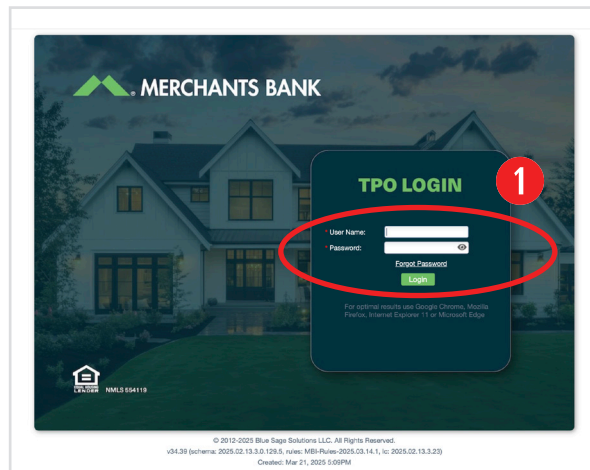 MERCHANTS BANK
TPO LOGIN
1
* User Name:
* Password:
Forgot Password
Login
For optimal results use Google Chrome, Mozilla
Firefox, Internet Explorer 11 or Microsoft Edge
EQUAL HOUSING
LENDER
NMLS 554119
© 2012-2025 Blue Sage Solutions LLC. All Rights Reserved.
v34.39 (schema: 2025.02.13.3.0.129.5, rules: MBI-Rules-2025.03.14.1, lo: 2025.02.13.3.23)
Created: Mar 21, 2025 5:09PM